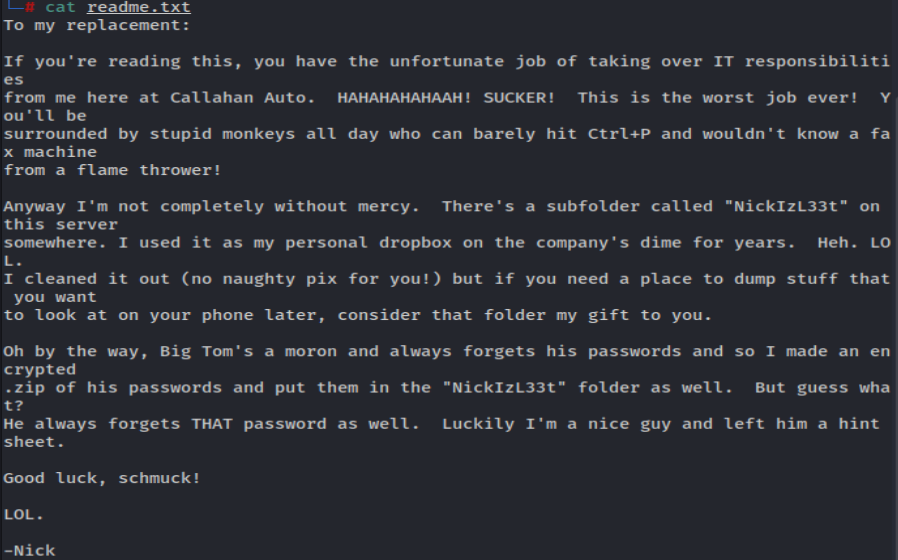 └─# cat readme.txt
To my replacement:
If you're reading this, you have the unfortunate job of taking over IT responsibiliti
es
from me here at Callahan Auto.  HAHAHAHAHAAH! SUCKER!  This is the worst job ever!  Y
ou'll be
surrounded by stupid monkeys all day who can barely hit Ctrl+P and wouldn't know a fa
x machine
from a flame thrower!
Anyway I'm not completely without mercy.  There's a subfolder called "NickIzL33t" on
this server
somewhere. I used it as my personal dropbox on the company's dime for years.  Heh. LO
L.
I cleaned it out (no naughty pix for you!) but if you need a place to dump stuff that
 you want
to look at on your phone later, consider that folder my gift to you.
Oh by the way, Big Tom's a moron and always forgets his passwords and so I made an en
crypted
.zip of his passwords and put them in the "NickIzL33t" folder as well.  But guess wha
t?
He always forgets THAT password as well.  Luckily I'm a nice guy and left him a hint
sheet.
Good luck, schmuck!
LOL.
-Nick